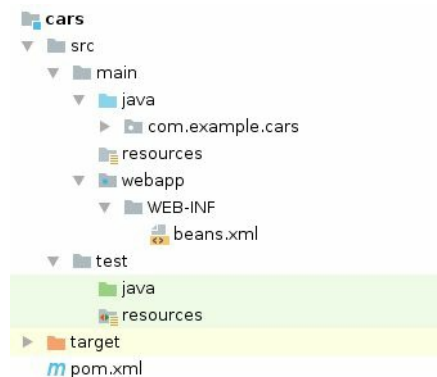 cars
src
main
java
com.example.cars
resources
webapp
WEB-INF
beans.xml
test
java
resources
target
pom.xml